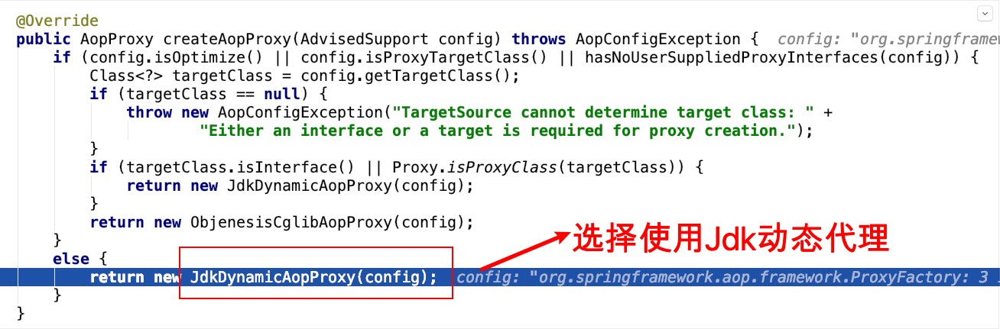 @Override
public AopProxy createAopProxy(AdvisedSupport config) throws AopConfigException {  config: "org.springframew
if (config.isOptimize() || config.isProxyTargetClass() || hasNoUserSuppliedProxyInterfaces(config)) {
Class<?> targetClass = config.getTargetClass();
if (targetClass == null) {
throw new AopConfigException("TargetSource cannot determine target class: " +
"Either an interface or a target is required for proxy creation.");
}
if (targetClass.isInterface() || Proxy.isProxyClass(targetClass)) {
return new JdkDynamicAopProxy(config);
}
return new ObjenesisCglibAopProxy(config);
}
选择使用Jdk动态代理
else {
return new JdkDynamicAopProxy(config);  config: "org.springframework.aop.framework.ProxyFactory: 3
}
}